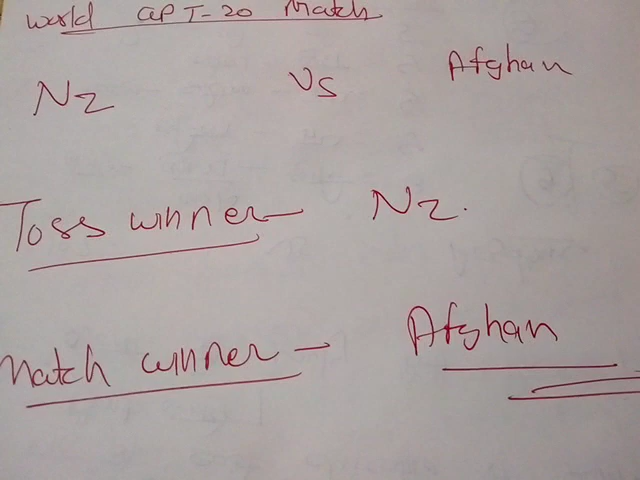 World CUP T-20 Match
NZ Vs Afghan
Toss winner - NZ.
Match winner - Afghan